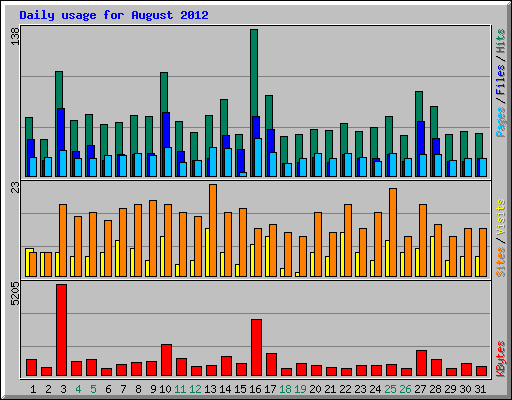 Daily usage for August 2012
138
Pages / Files / Hits
23
Sites / Visits
5205
KBytes
1 2 3 4 5 6 7 8 9 10 11 12 13 14 15 16 17 18 19 20 21 22 23 24 25 26 27 28 29 30 31